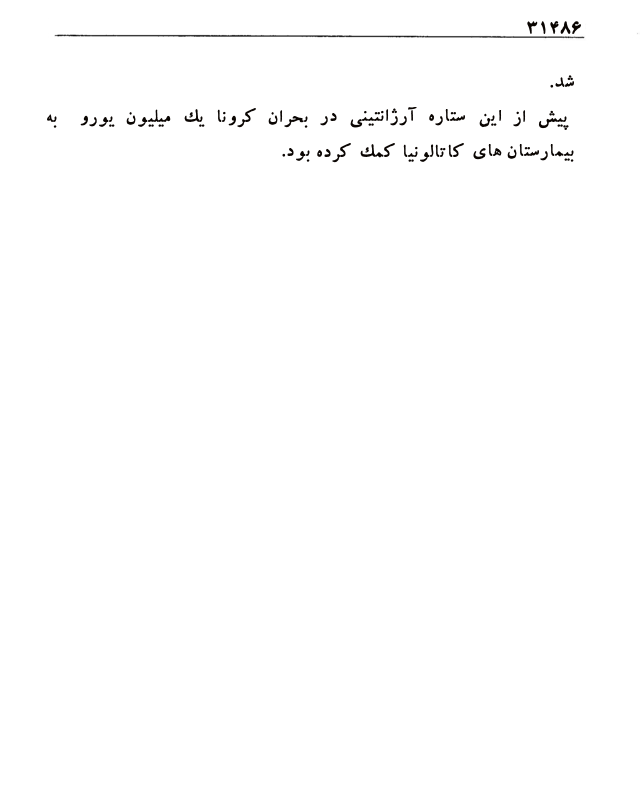 ۳۱۴۸۶
شد.
پیش از این ستاره آرژانتینی در بحران کرونا یك میلیون یورو به
بیمارستان های کاتالونیا کمك کرده بود.